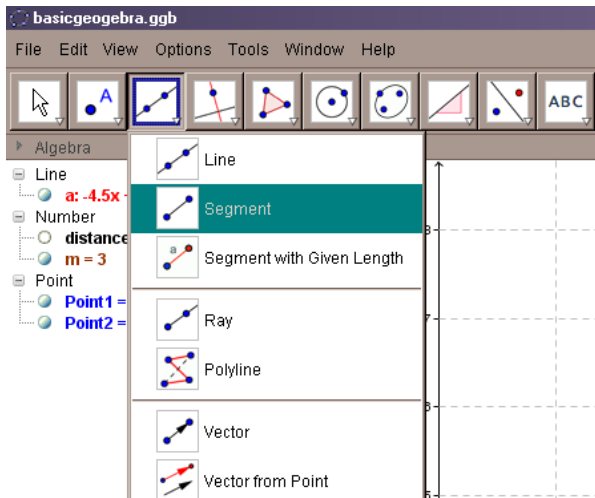 basicgeogebra.ggb
File Edit View Options Tools Window Help
A
ABC
Algebra
Line
a: -4.5x
Number
distance
m = 3
Point
Point1 =
Point2 =
Line
Segment
a
Segment with Given Length
Ray
Polyline
Vector
Vector from Point
8
7
6
5